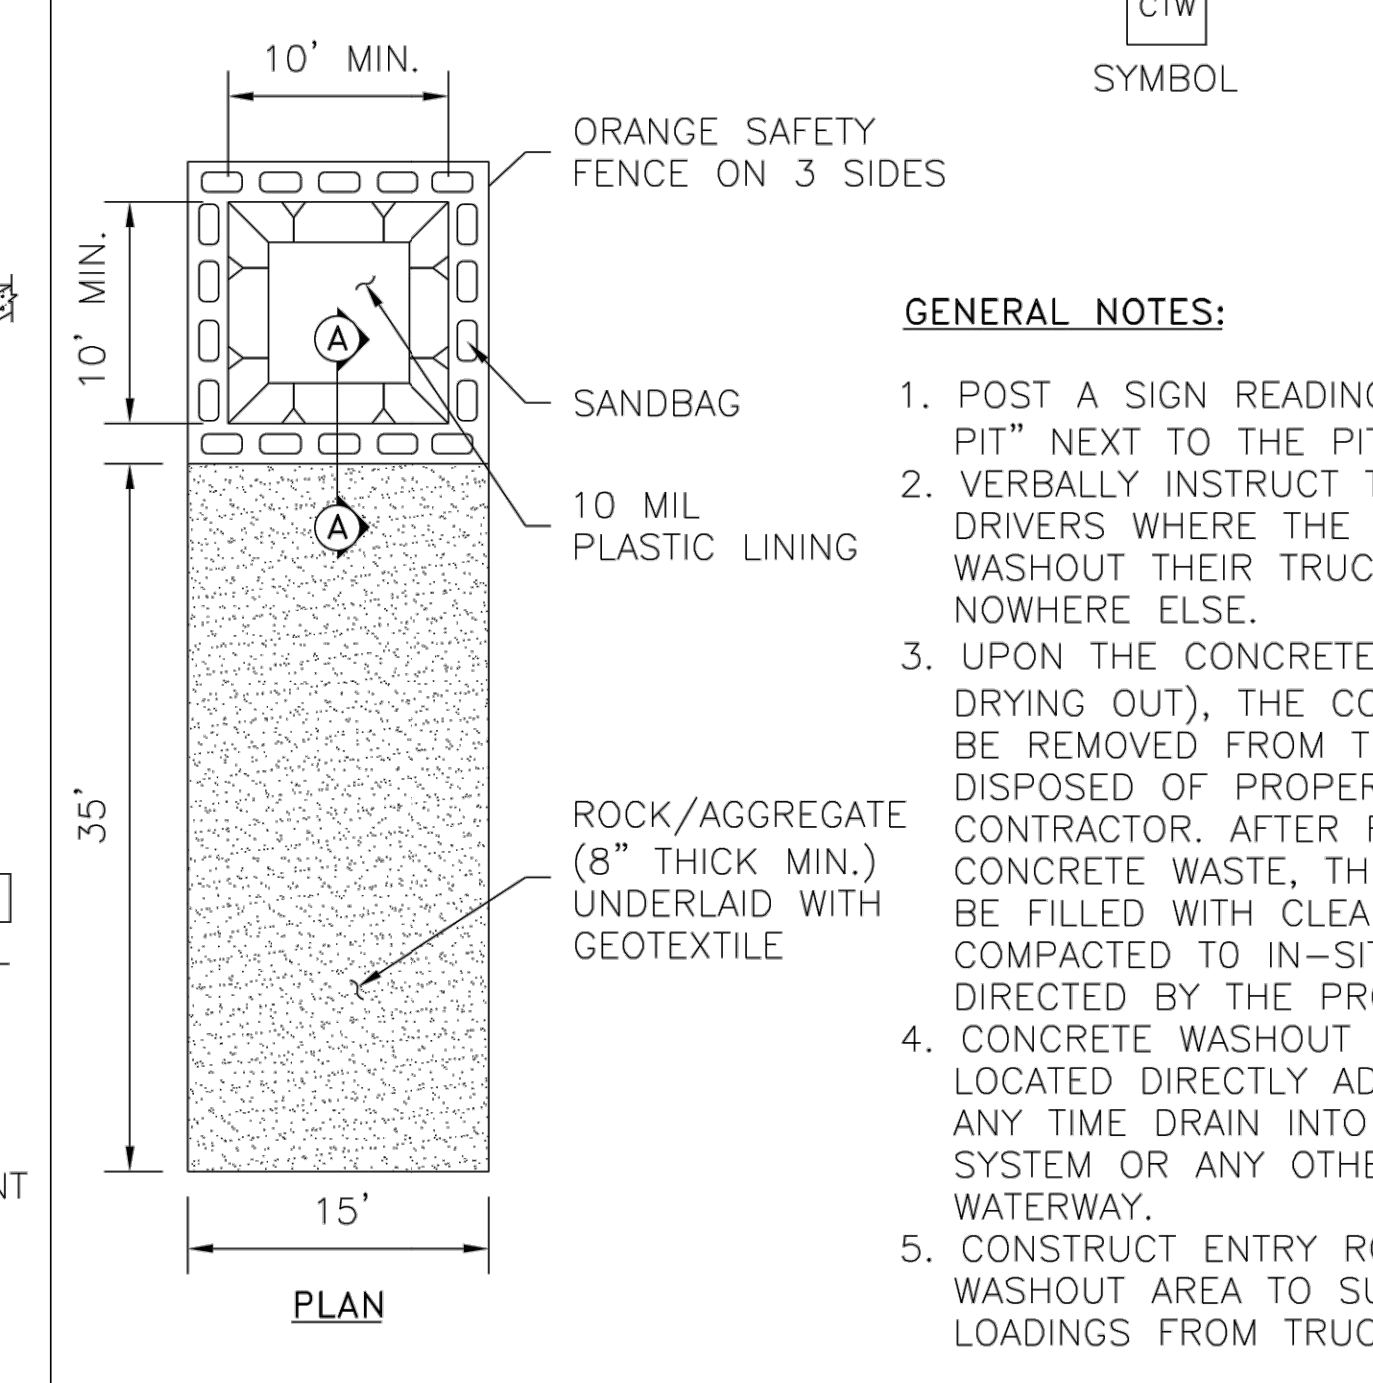 CTW
SYMBOL
10' MIN.
ORANGE SAFETY
FENCE ON 3 SIDES
10' MIN.
A
SANDBAG
10 MIL
PLASTIC LINING
A
ROCK/AGGREGATE
(8" THICK MIN.)
UNDERLAID WITH
GEOTEXTILE
35'
15'
PLAN
GENERAL NOTES:
1. POST A SIGN READING
PIT" NEXT TO THE
2. VERBALLY INSTRUCT
DRIVERS WHERE THE
WASHOUT THEIR
NOWHERE ELSE.
3. UPON THE CONCRETE
DRYING OUT), THE
BE REMOVED FROM
DISPOSED OF
CONTRACTOR. AFTER
CONCRETE WASTE,
BE FILLED WITH
COMPACTED TO
DIRECTED BY THE
4. CONCRETE WASHOUT
LOCATED DIRECTLY
ANY TIME DRAIN INTO
SYSTEM OR ANY
WATERWAY.
5. CONSTRUCT ENTRY
WASHOUT AREA TO
LOADINGS FROM